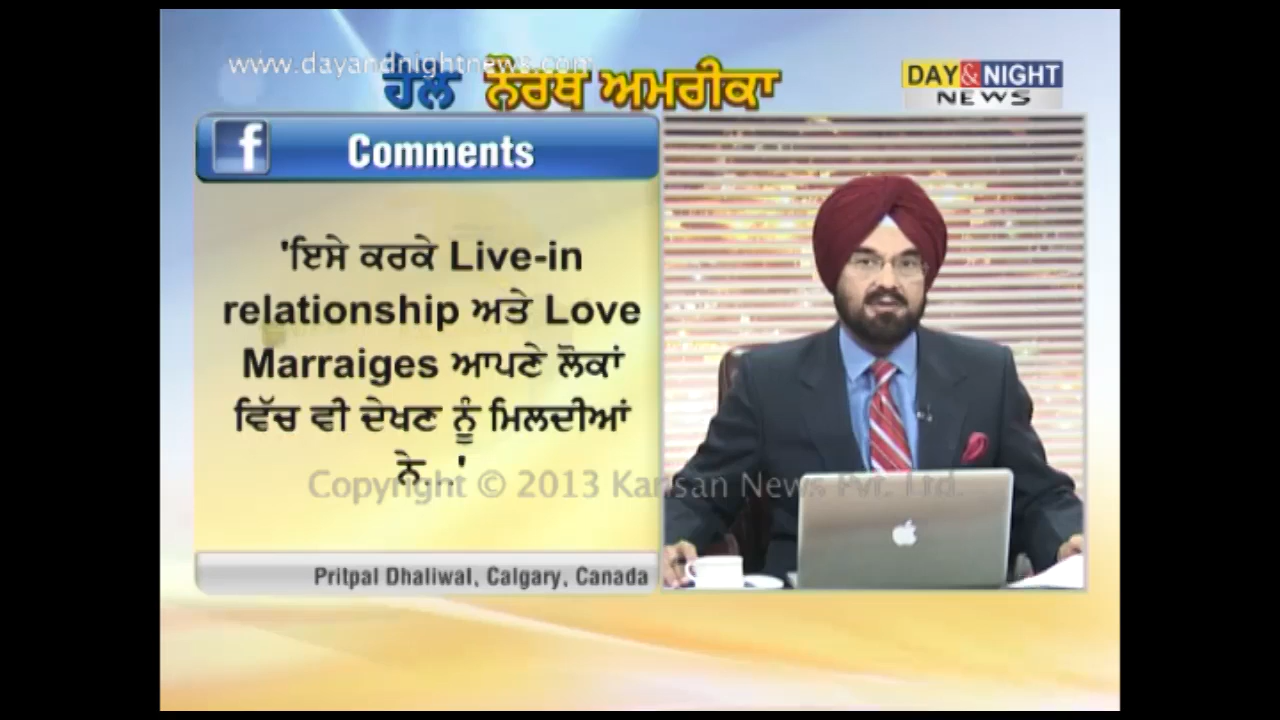 www.dayandnightnews.com
ਹੇਲੋ ਨੌਰਥ ਅਮਰੀਕਾ
DAY & NIGHT
NEWS
f
Comments
'ਇਸੇ ਕਰਕੇ Live-in
relationship ਅਤੇ Love
Marraiges ਆਪਣੇ ਲੋਕਾਂ
ਵਿੱਚ ਵੀ ਦੇਖਣ ਨੂੰ ਮਿਲਦੀਆਂ
ਨੇ...'
Copyright © 2013 Kansan News Pvt. Ltd.
Pritpal Dhaliwal, Calgary, Canada